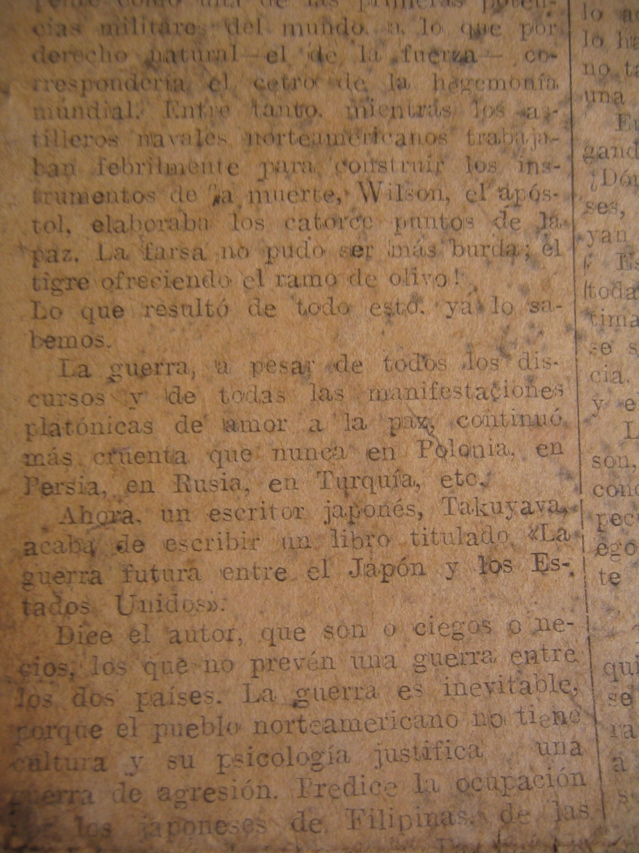 como una de las primeras poten-
cias militares del mundo, a lo que por
derecho natural—el de la fuerza— co-
rrespondería el cetro de la hegemonía
mundial. Entre tanto, mientras los as-
tilleros navales norteamericanos trabaja-
ban febrilmente para construir los ins-
trumentos de la muerte, Wilson, el após-
tol, elaboraba los catorce puntos de la
paz. La farsa no pudo ser más burda; el
tigre ofreciendo el ramo de olivo!
Lo que resultó de todo esto, ya lo sa-
bemos.
La guerra, a pesar de todos los dis-
cursos y de todas las manifestaciones
platónicas de amor a la paz, continuó
más cruenta que nunca en Polonia, en
Persia, en Rusia, en Turquía, etc.
Ahora, un escritor japonés, Takuyava,
acaba de escribir un libro titulado «La
guerra futura entre el Japón y los Es-
tados Unidos».
Dice el autor, que son o ciegos o ne-
cios, los que no prevén una guerra entre
los dos países. La guerra es inevitable,
porque el pueblo norteamericano no tiene
cultura y su psicología justifica una
guerra de agresión. Predice la ocupación
por los japoneses de Filipinas, de las